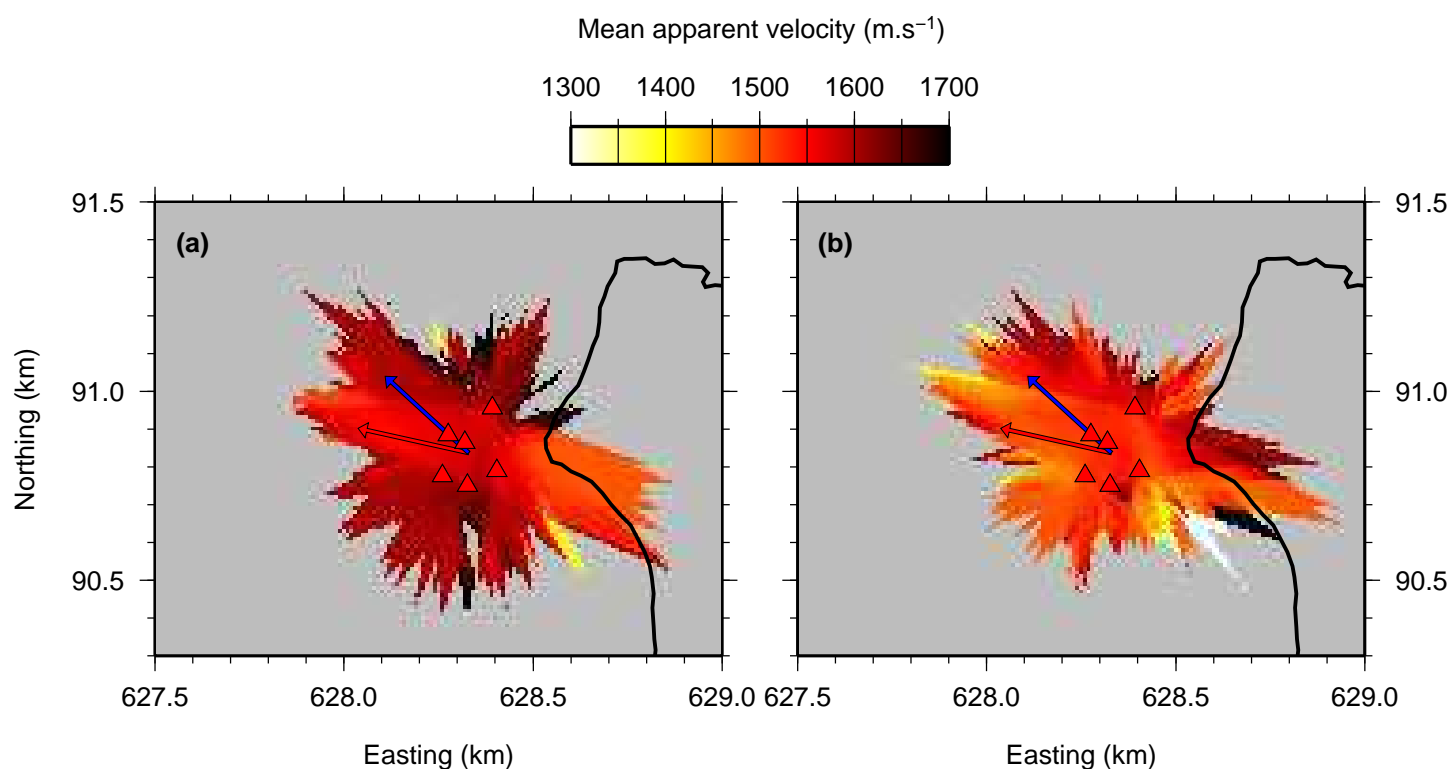 Mean apparent velocity (m.s⁻¹)
1300 1400 1500 1600 1700
91.5 91.5
(a) (b)
91.0 91.0
Northing (km)
90.5 90.5
627.5 628.0 628.5 629.0 627.5 628.0 628.5 629.0
Easting (km) Easting (km)